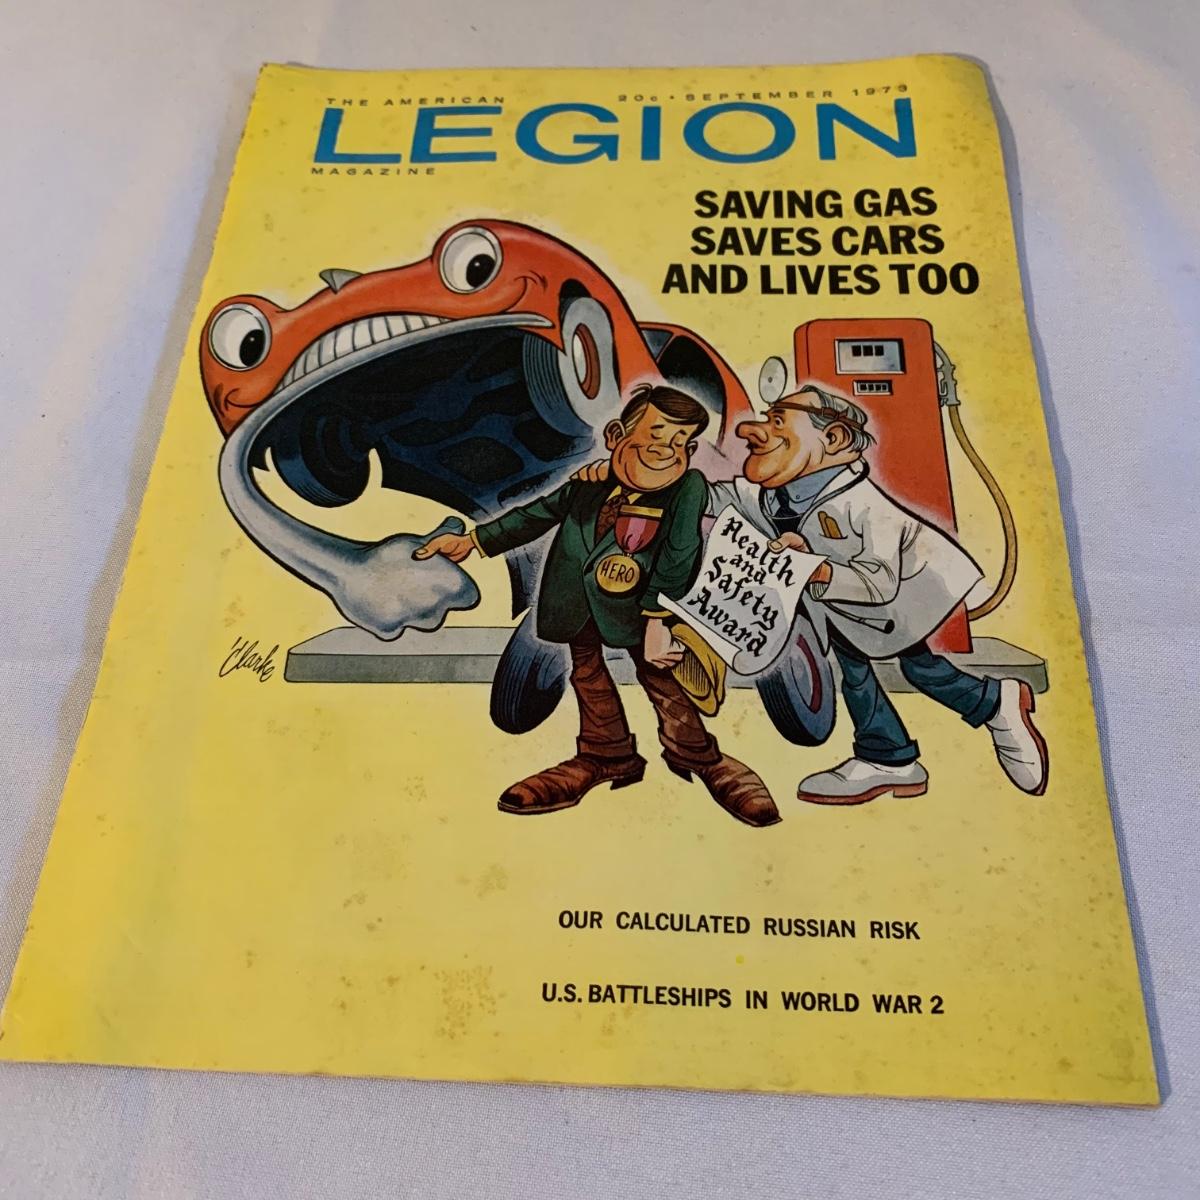 THE AMERICAN 20c • SEPTEMBER 1973
LEGION
MAGAZINE
SAVING GAS
SAVES CARS
AND LIVES TOO
HERO
Health
and
Safety
Award
Clarke
OUR CALCULATED RUSSIAN RISK
U.S. BATTLESHIPS IN WORLD WAR 2